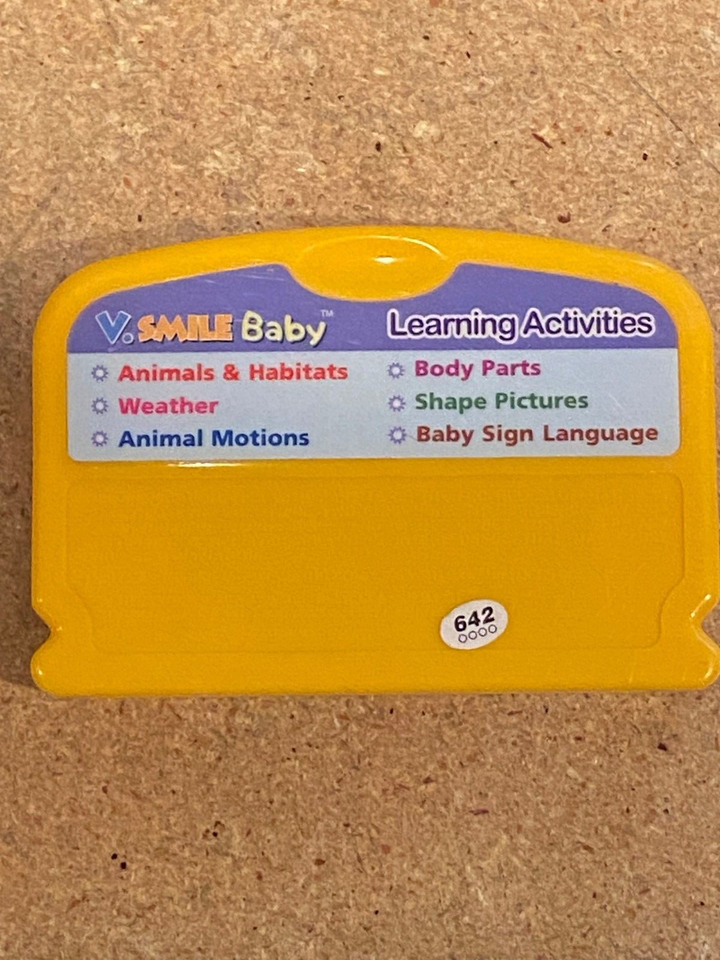 V.SMILE Baby™
Learning Activities
Animals & Habitats
Weather
Animal Motions
Body Parts
Shape Pictures
Baby Sign Language
642